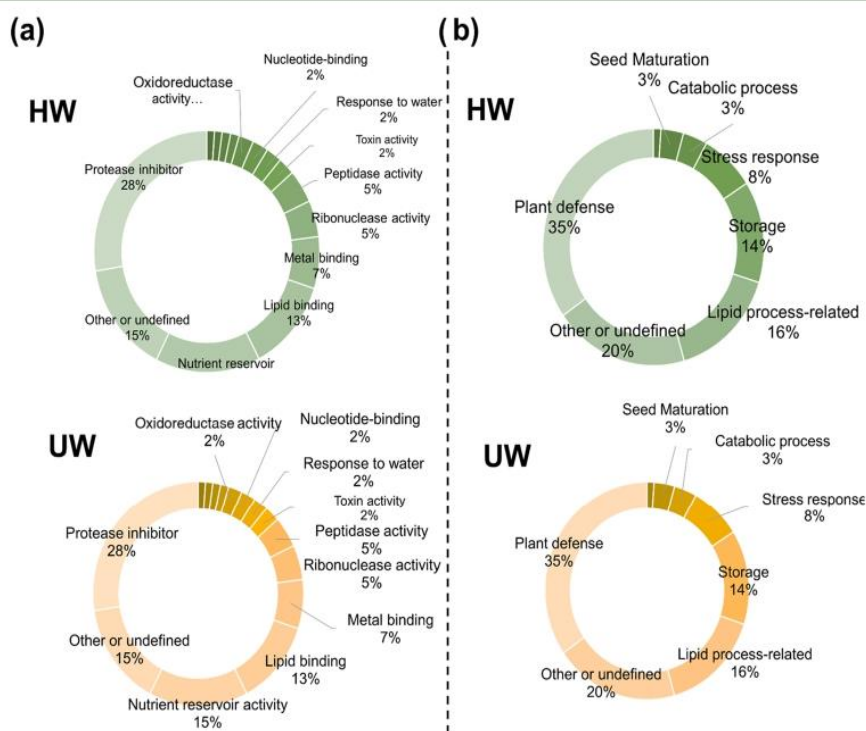 (a)
HW
Oxidoreductase
activity…
Nucleotide-binding
2%
Response to water
2%
Toxin activity
2%
Peptidase activity
5%
Ribonuclease activity
5%
Metal binding
7%
Lipid binding
13%
Nutrient reservoir
Other or undefined
15%
Protease inhibitor
28%
UW
Oxidoreductase activity
2%
Nucleotide-binding
2%
Response to water
2%
Toxin activity
2%
Peptidase activity
5%
Ribonuclease activity
5%
Metal binding
7%
Lipid binding
13%
Nutrient reservoir activity
15%
Other or undefined
15%
Protease inhibitor
28%
(b)
HW
Seed Maturation
3%
Catabolic process
3%
Stress response
8%
Storage
14%
Lipid process-related
16%
Other or undefined
20%
Plant defense
35%
UW
Seed Maturation
3%
Catabolic process
3%
Stress response
8%
Storage
14%
Lipid process-related
16%
Other or undefined
20%
Plant defense
35%